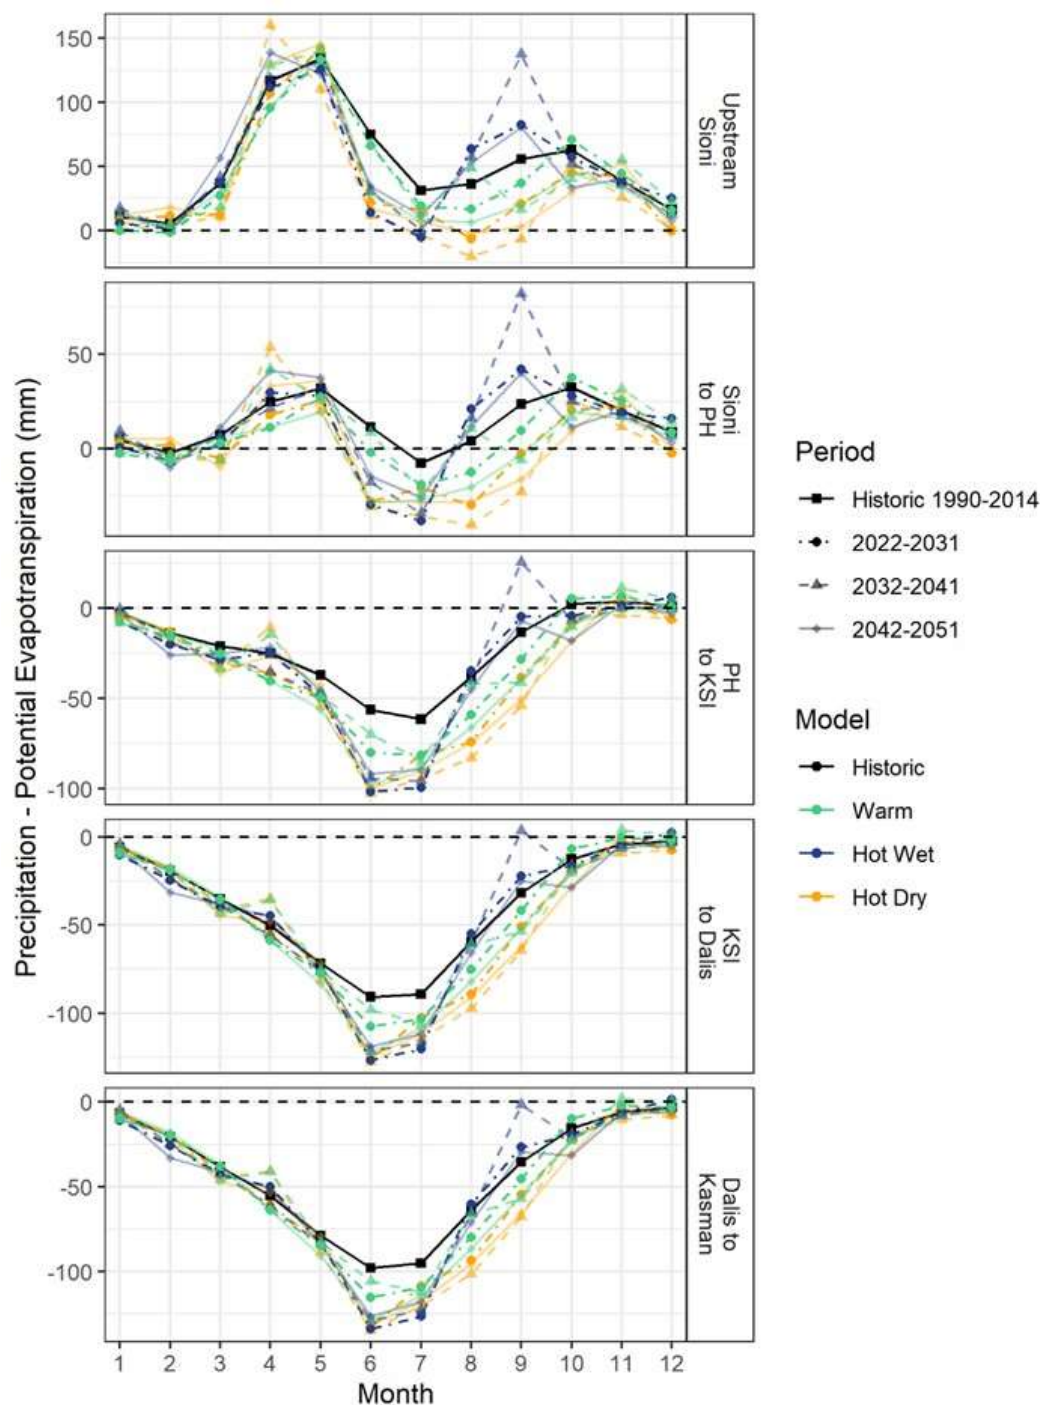 Precipitation - Potential Evapotranspiration (mm)
150
100
50
0
Upstream
Sioni
50
0
Sioni
to PH
0
-50
-100
PH
to KSI
0
-50
-100
KSI
to Dalis
0
-50
-100
Dalis to
Kasman
1 2 3 4 5 6 7 8 9 10 11 12
Month
Period
Historic 1990-2014
2022-2031
2032-2041
2042-2051
Model
Historic
Warm
Hot Wet
Hot Dry